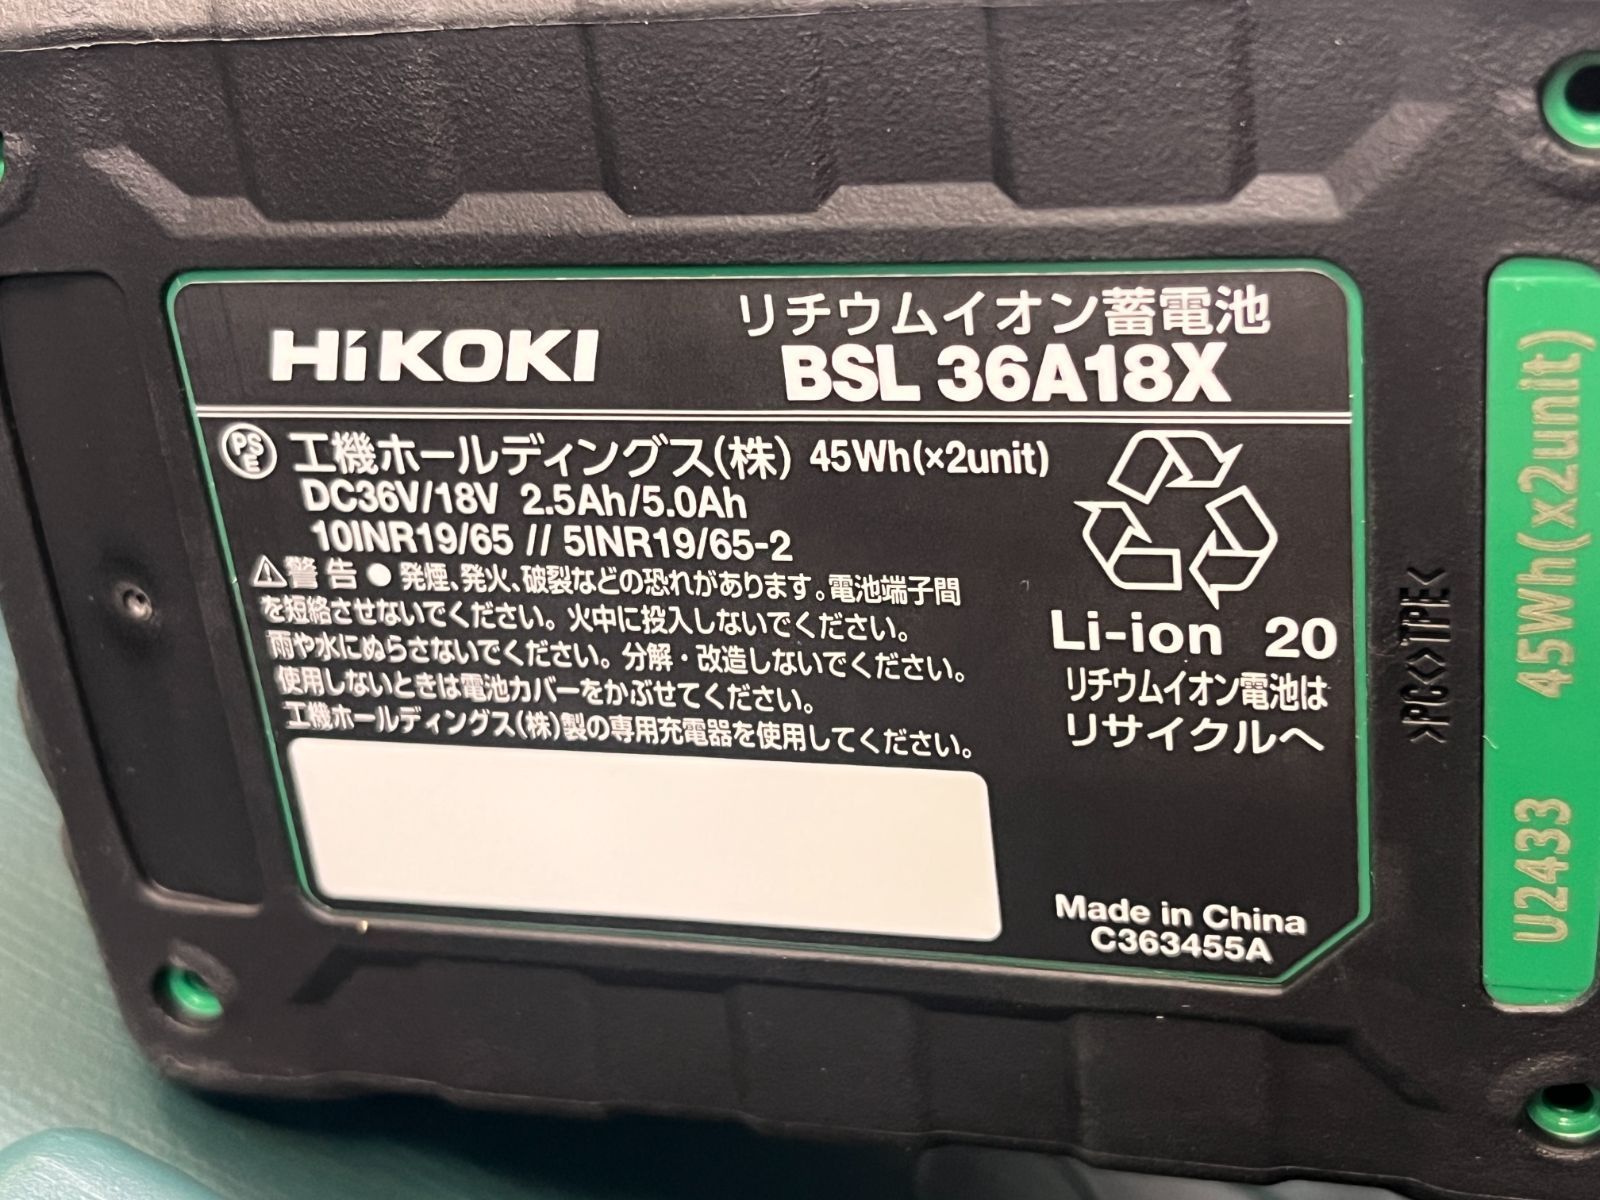 HiKOKI
リチウムイオン蓄電池
BSL 36A18X
PSE 工機ホールディングス(株) 45Wh(×2unit)
DC36V/18V 2.5Ah/5.0Ah
10INR19/65 // 5INR19/65-2
⚠警告 ● 発煙、発火、破裂などの恐れがあります。電池端子間
を短絡させないでください。火中に投入しないでください。
雨や水にぬらさないでください。分解・改造しないでください。
使用しないときは電池カバーをかぶせてください。
工機ホールディングス(株)製の専用充電器を使用してください。
Li-ion 20
リチウムイオン電池は
リサイクルへ
Made in China
C363455A
>PC<>TPE<
U2433 45Wh(x2unit)